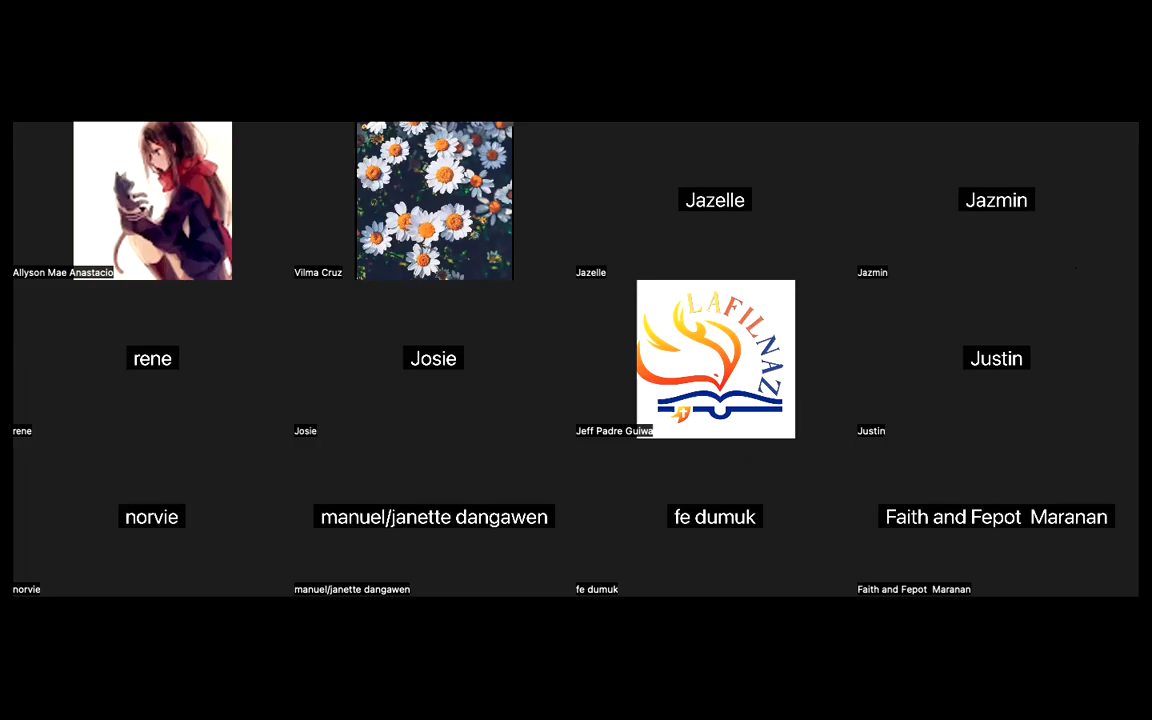 Jazelle
Jazmin
Allyson Mae Anastacio
Vilma Cruz
Jazelle
Jazmin
rene
Josie
LAFILNAZ
Justin
rene
Josie
Jeff Padre Guiwa
Justin
norvie
manuel/janette dangawen
fe dumuk
Faith and Fepot  Maranan
norvie
manuel/janette dangawen
fe dumuk
Faith and Fepot  Maranan